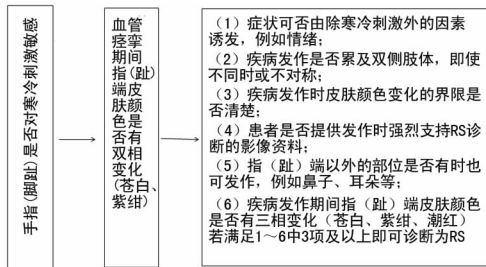 手指(脚趾)是否对寒冷刺激敏感
血管
痉挛
期间
指(趾)
端皮
肤颜
色是
否有
双相
变化
(苍白、
紫绀)
（1）症状可否由除寒冷刺激外的因素
诱发，例如情绪；
（2）疾病发作是否累及双侧肢体，即使
不同时或不对称；
（3）疾病发作时皮肤颜色变化的界限是
否清楚；
（4）患者是否提供发作时强烈支持RS诊
断的影像资料；
（5）指（趾）端以外的部位是否有时也
可发作，例如鼻子、耳朵等；
（6）疾病发作期间指（趾）端皮肤颜色
是否有三相变化（苍白、紫绀、潮红）
若满足1～6中3项及以上即可诊断为RS